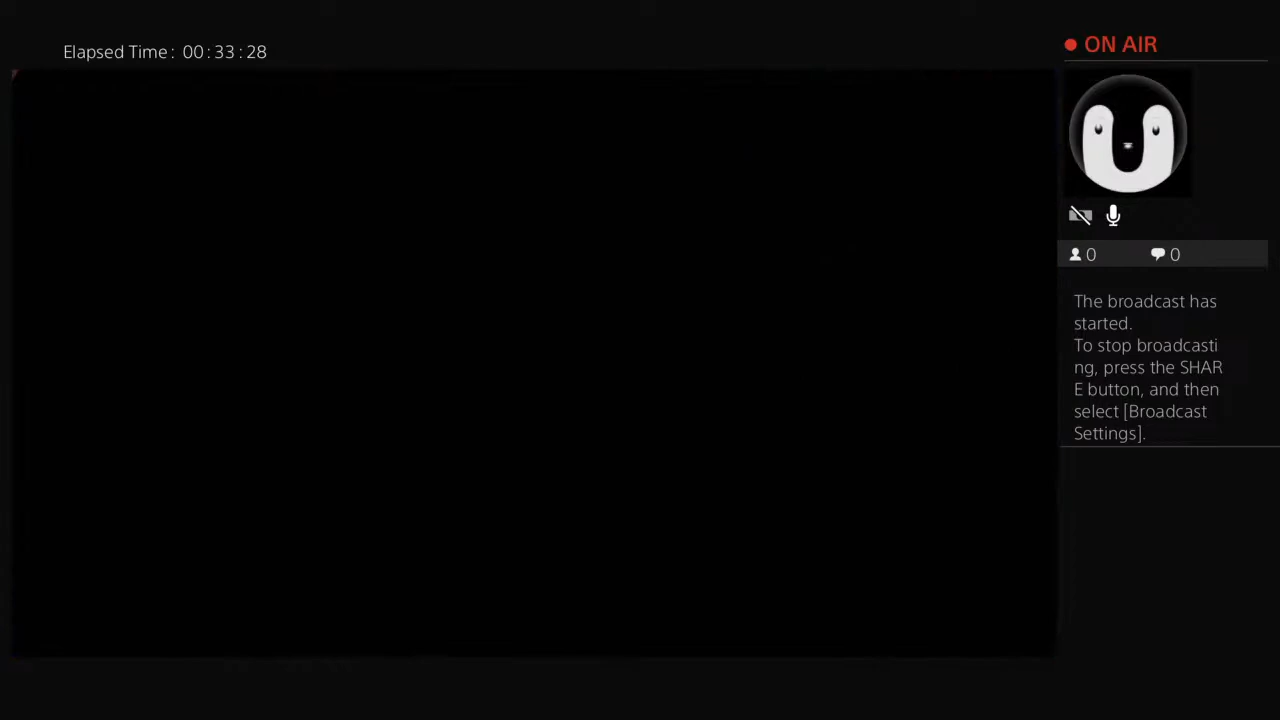 Elapsed Time: 00:33:28
ON AIR
0 0
The broadcast has
started.
To stop broadcasti
ng, press the SHAR
E button, and then
select [Broadcast
Settings].